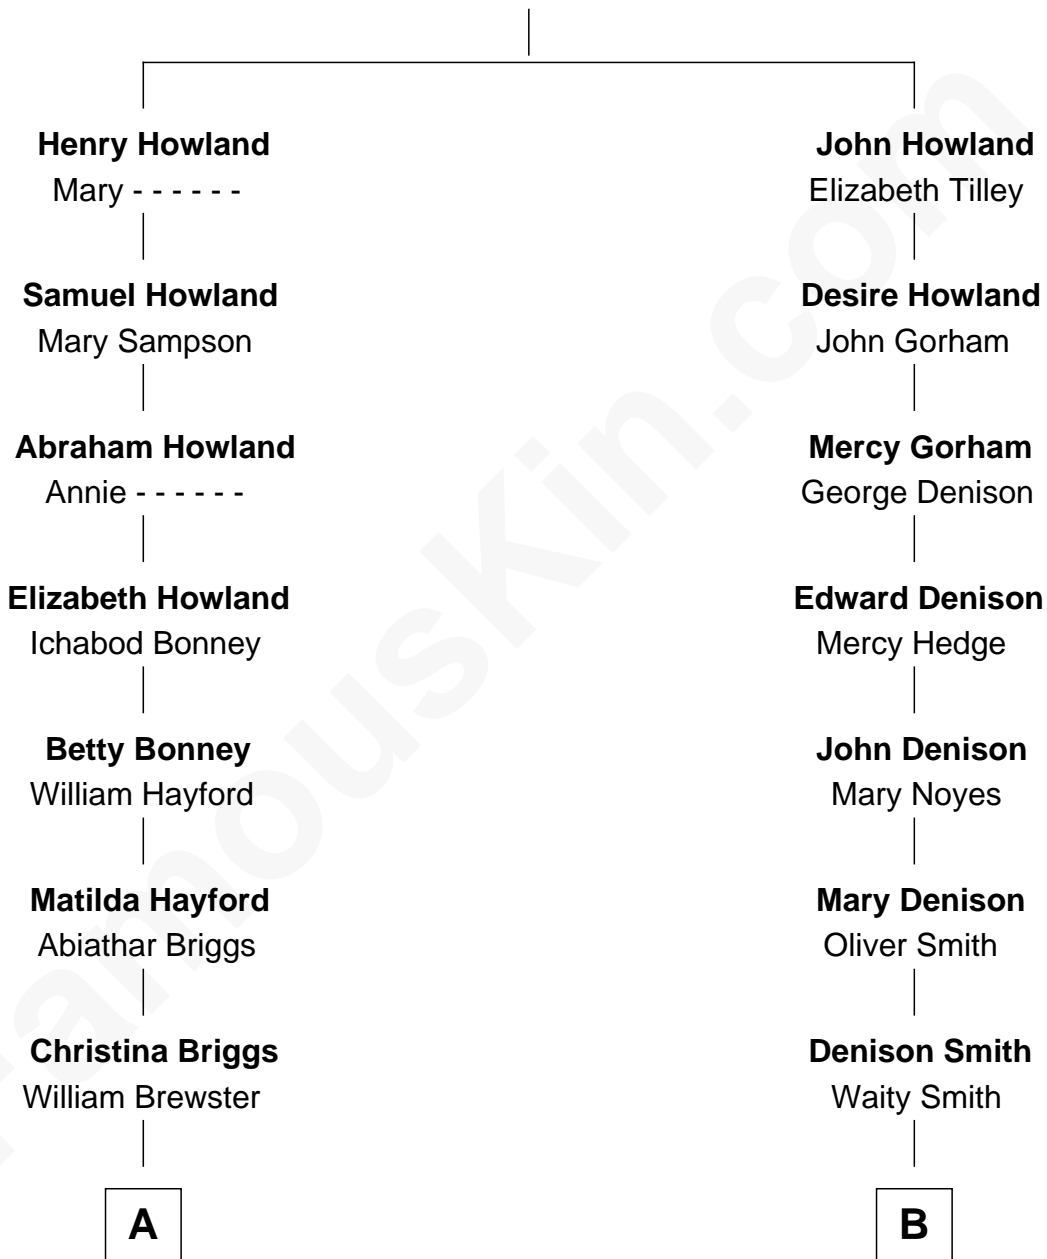 Henry Howland
Mary - - - - - -
Samuel Howland
Mary Sampson
Abraham Howland
Annie - - - - - -
Elizabeth Howland
Ichabod Bonney
Betty Bonney
William Hayford
Matilda Hayford
Abiathar Briggs
Christina Briggs
William Brewster
A
John Howland
Elizabeth Tilley
Desire Howland
John Gorham
Mercy Gorham
George Denison
Edward Denison
Mercy Hedge
John Denison
Mary Noyes
Mary Denison
Oliver Smith
Denison Smith
Waity Smith
B
FamousKin.com